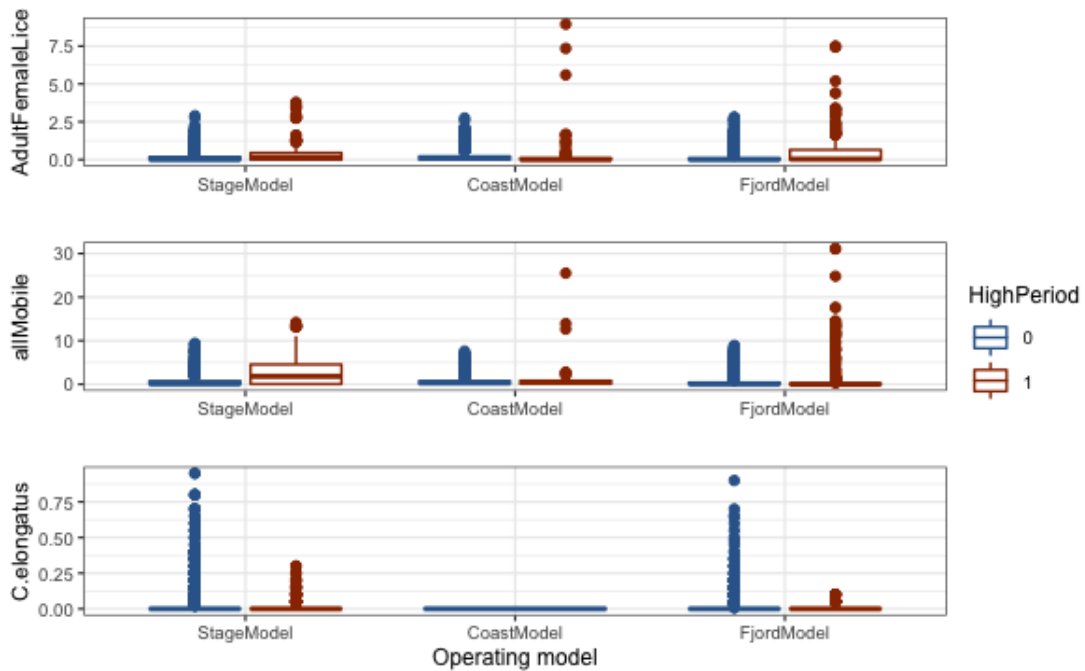 AdultFemaleLice
7.5
5.0
2.5
0.0
StageModel CoastModel FjordModel
allMobile
30
20
10
0
StageModel CoastModel FjordModel
HighPeriod
0
1
C.elongatus
0.75
0.50
0.25
0.00
StageModel CoastModel FjordModel
Operating model